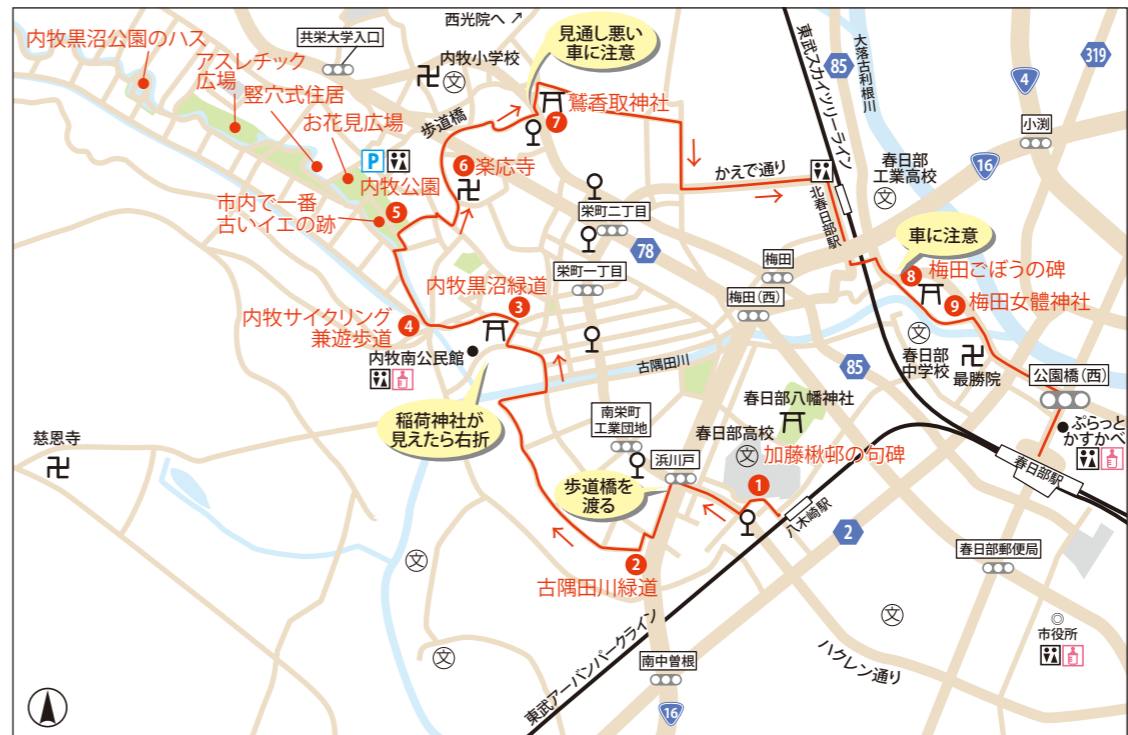 西光院へ↗
共栄大学入口
内牧黒沼公園のハス
アスレチック
広場
竪穴式住居
お花見広場
市内で一番
古いイエの跡
内牧小学校
文
見通し悪い
車に注意
歩道橋
7
鷲香取神社
6
楽応寺
P
内牧公園
5
東武スカイツリーライン
85
大落古利根川
4
319
小渕
16
かえで通り
春日部
工業高校
文
北春日部駅
栄町二丁目
78
栄町一丁目
梅田
梅田(西)
車に注意
8
梅田ごぼうの碑
9
梅田女體神社
文
春日部
中学校
最勝院
公園橋(西)
ぷらっと
かすかべ
春日部駅
内牧黒沼緑道
3
4
内牧サイクリング
兼遊歩道
内牧南公民館
古隅田川
85
稲荷神社が
見えたら右折
慈恩寺
南栄町
工業団地
春日部八幡神社
春日部高校
文
加藤楸邨の句碑
浜川戸
1
歩道橋を
渡る
八木崎駅
2
2
古隅田川緑道
春日部郵便局
文
文
文
市役所
ハクレン通り
南中曽根
16
東武アーバンパークライン